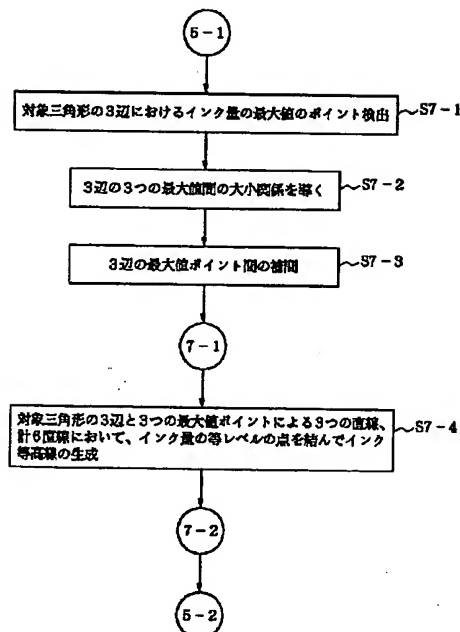 5-1
対象三角形の3辺におけるインク量の最大値のポイント検出
S7-1
3辺の3つの最大値間の大小関係を導く
S7-2
3辺の最大値ポイント間の補間
S7-3
7-1
対象三角形の3辺と3つの最大値ポイントによる3つの直線、
計6直線において、インク量の等レベルの点を結んでインク
等高線の生成
S7-4
7-2
5-2